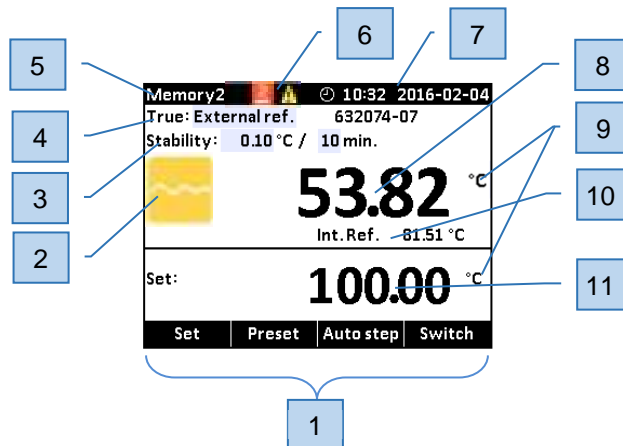 6 7
5 8
Memory2 10:32 2016-02-04
4 True: External ref. 632074-07
Stability: 0.10 °C / 10 min. 9
3 53.82 °C 10
Int. Ref. 81.51 °C
2
Set: 100.00 °C 11
Set Preset Auto step Switch
1